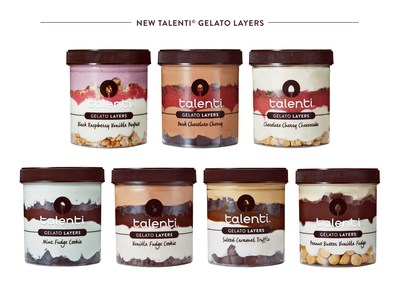 NEW TALENTI® GELATO LAYERS
talenti
GELATO LAYERS
Black Raspberry Vanilla Parfait
talenti
GELATO LAYERS
Dark Chocolate Cherry
talenti
GELATO LAYERS
Chocolate Cherry Cheesecake
talenti
GELATO LAYERS
Mint Fudge Cookie
talenti
GELATO LAYERS
Vanilla Fudge Cookie
talenti
GELATO LAYERS
Salted Caramel Truffle
talenti
GELATO LAYERS
Peanut Butter Vanilla Fudge